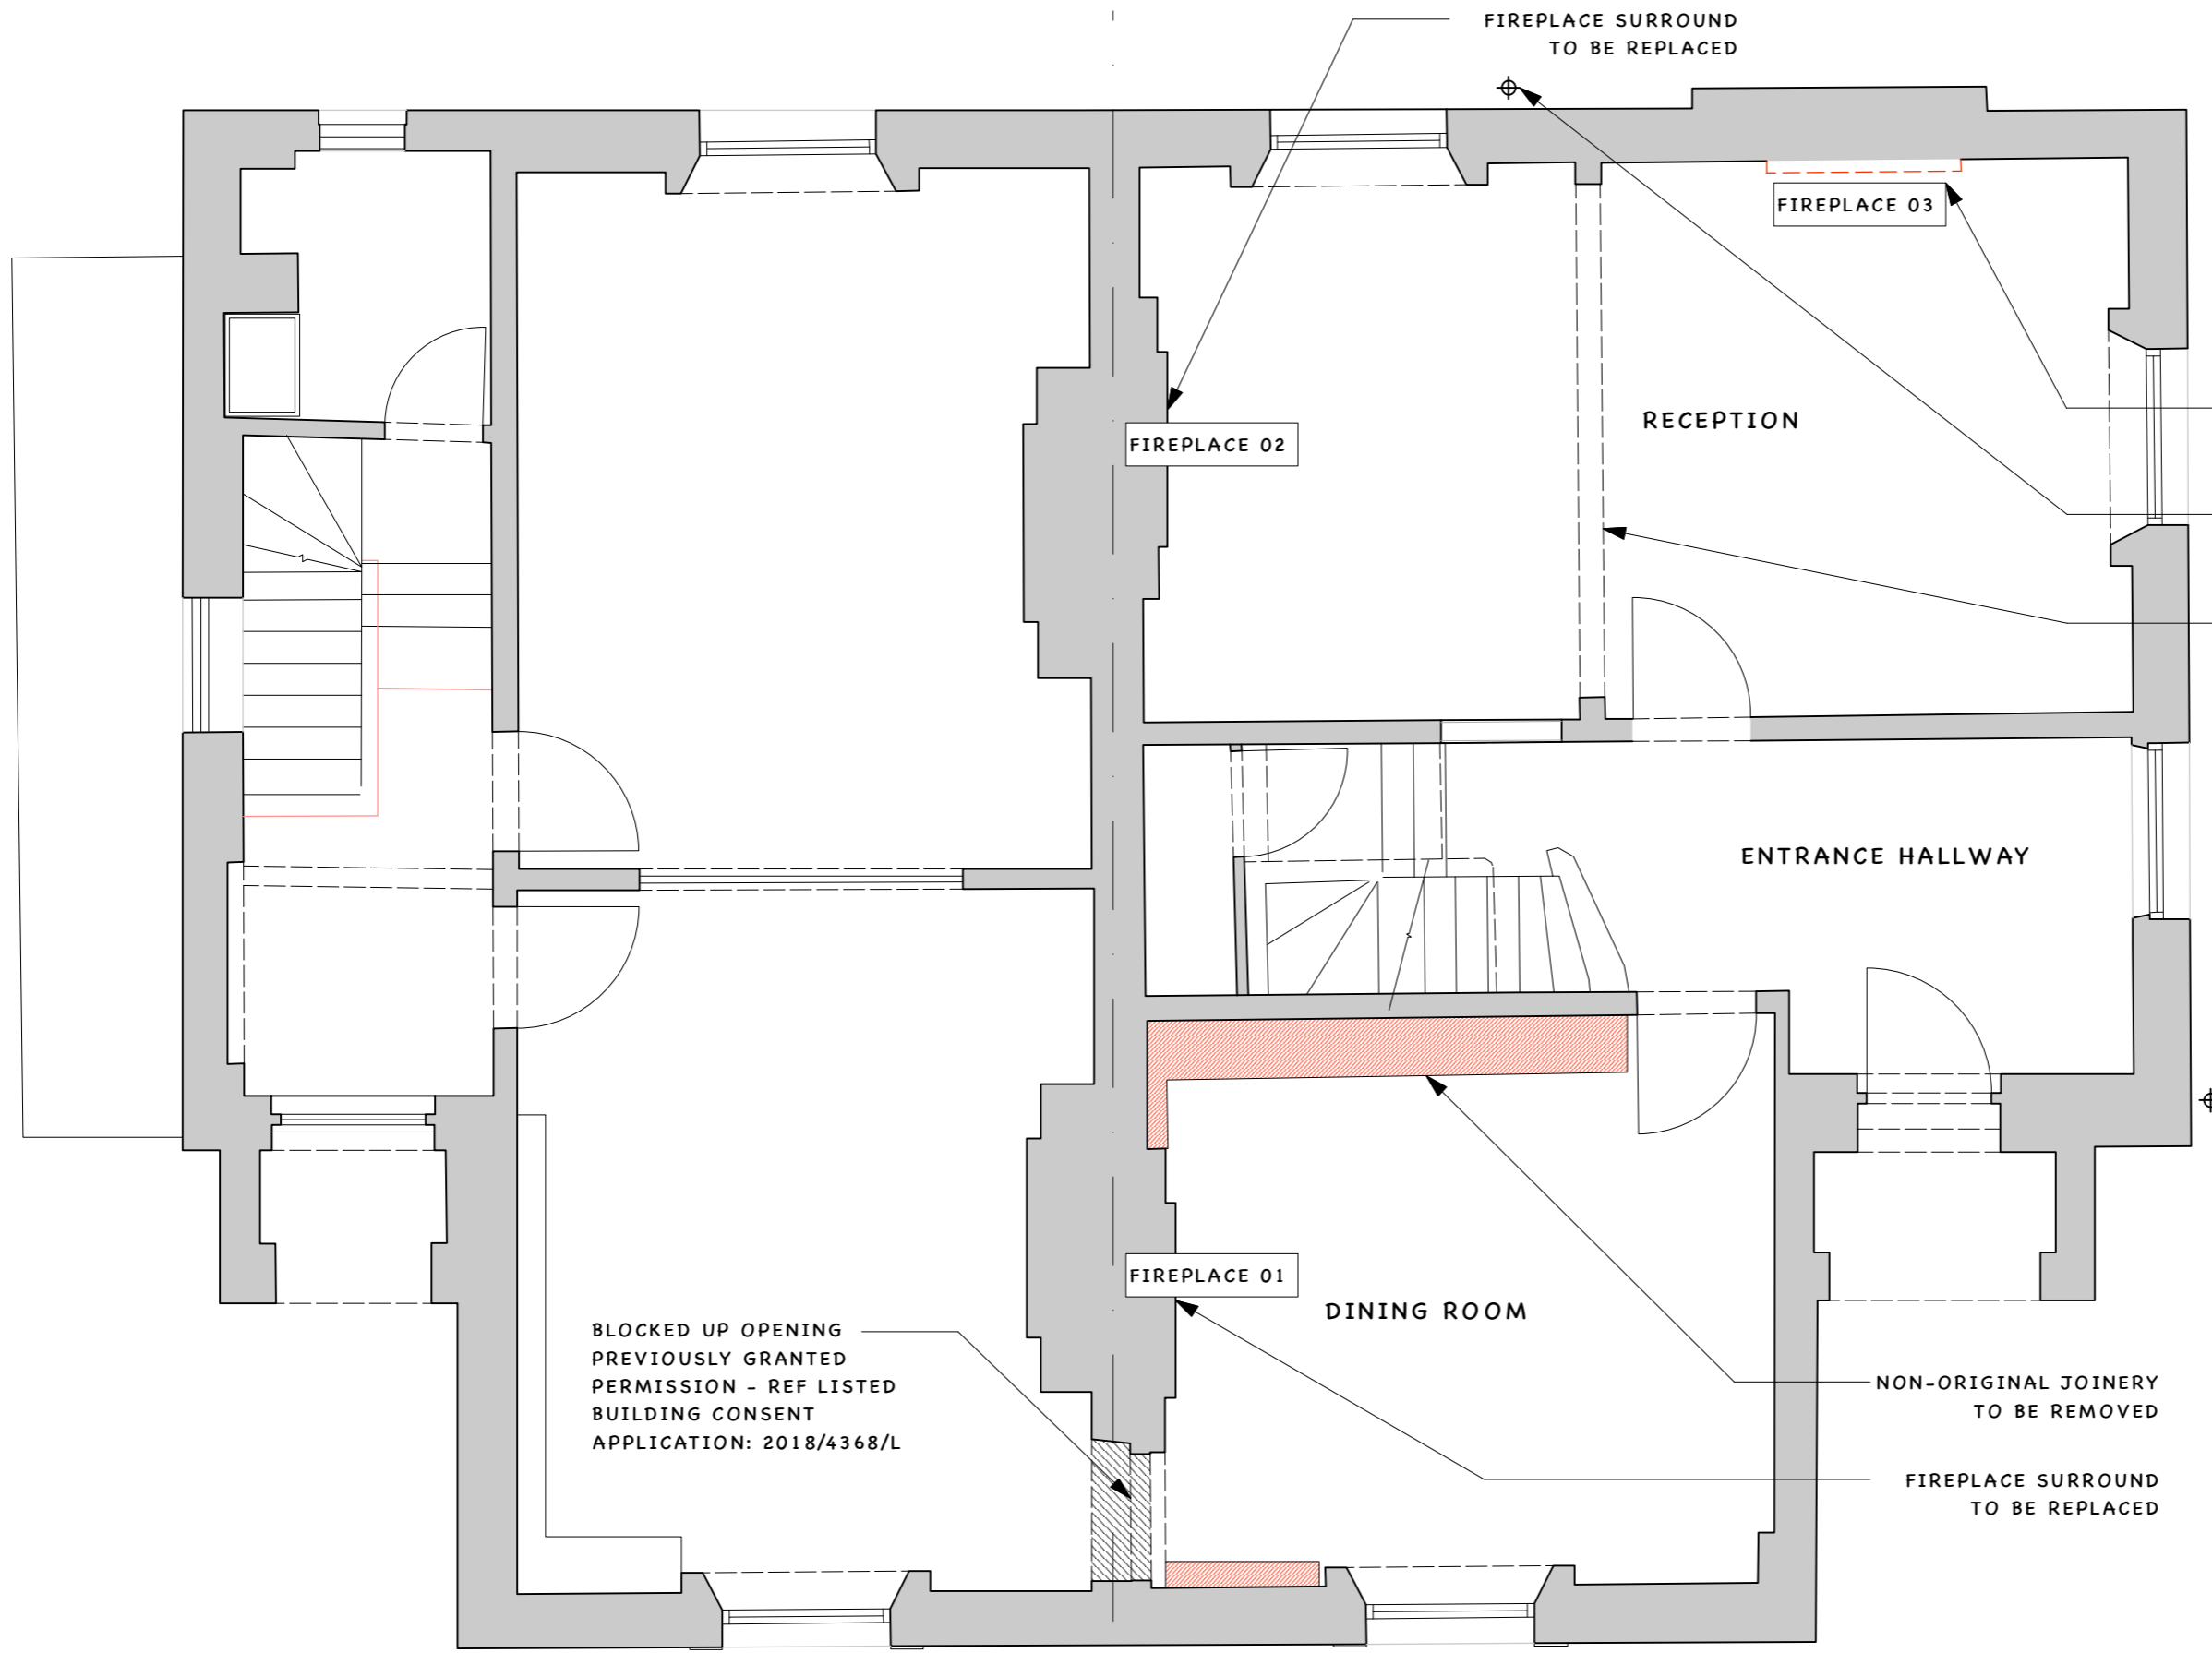 FIREPLACE SURROUND
TO BE REPLACED
FIREPLACE 03
RECEPTION
FIREPLACE 02
ENTRANCE HALLWAY
FIREPLACE 01
DINING ROOM
BLOCKED UP OPENING
PREVIOUSLY GRANTED
PERMISSION - REF LISTED
BUILDING CONSENT
APPLICATION: 2018/4368/L
NON-ORIGINAL JOINERY
TO BE REMOVED
FIREPLACE SURROUND
TO BE REPLACED